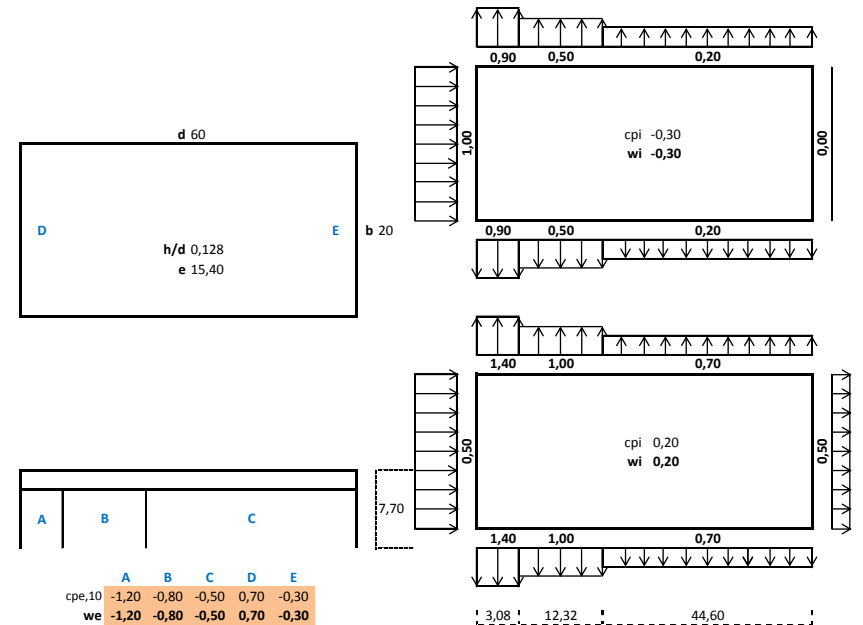 d 60
D
E
b 20
h/d 0,128
e 15,40
0,90 0,50 0,20
1,00
cpi -0,30
wi -0,30
0,00
0,90 0,50 0,20
1,40 1,00 0,70
0,50
cpi 0,20
wi 0,20
0,50
1,40 1,00 0,70
7,70
A B C
A B C D E
cpe,10 -1,20 -0,80 -0,50 0,70 -0,30
we -1,20 -0,80 -0,50 0,70 -0,30
3,08 12,32 44,60